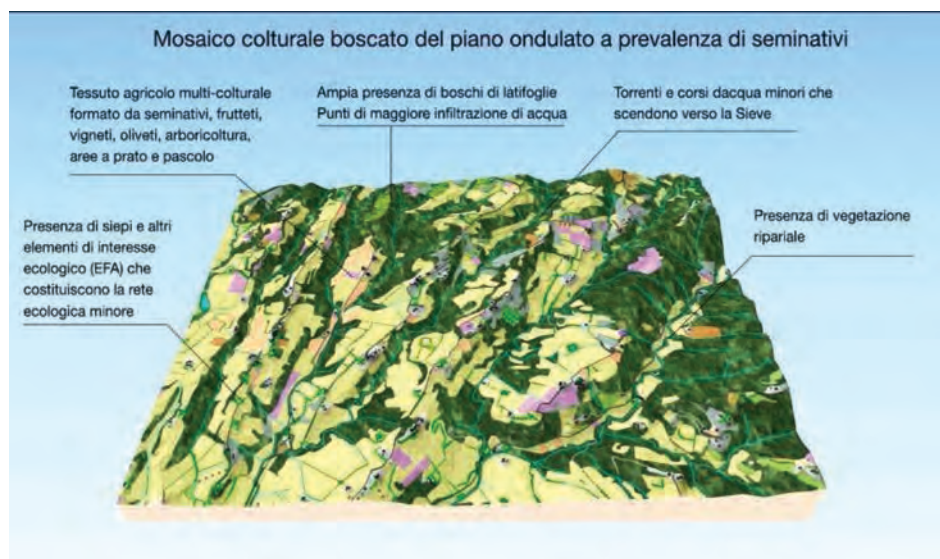 Mosaico colturale boscato del piano ondulato a prevalenza di seminativi
Tessuto agricolo multi-colturale
formato da seminativi, frutteti,
vigneti, oliveti, arboricoltura,
aree a prato e pascolo
Ampia presenza di boschi di latifoglie
Punti di maggiore infiltrazione di acqua
Torrenti e corsi dacqua minori che
scendono verso la Sieve
Presenza di siepi e altri
elementi di interesse
ecologico (EFA) che
costituiscono la rete
ecologica minore
Presenza di vegetazione
ripariale